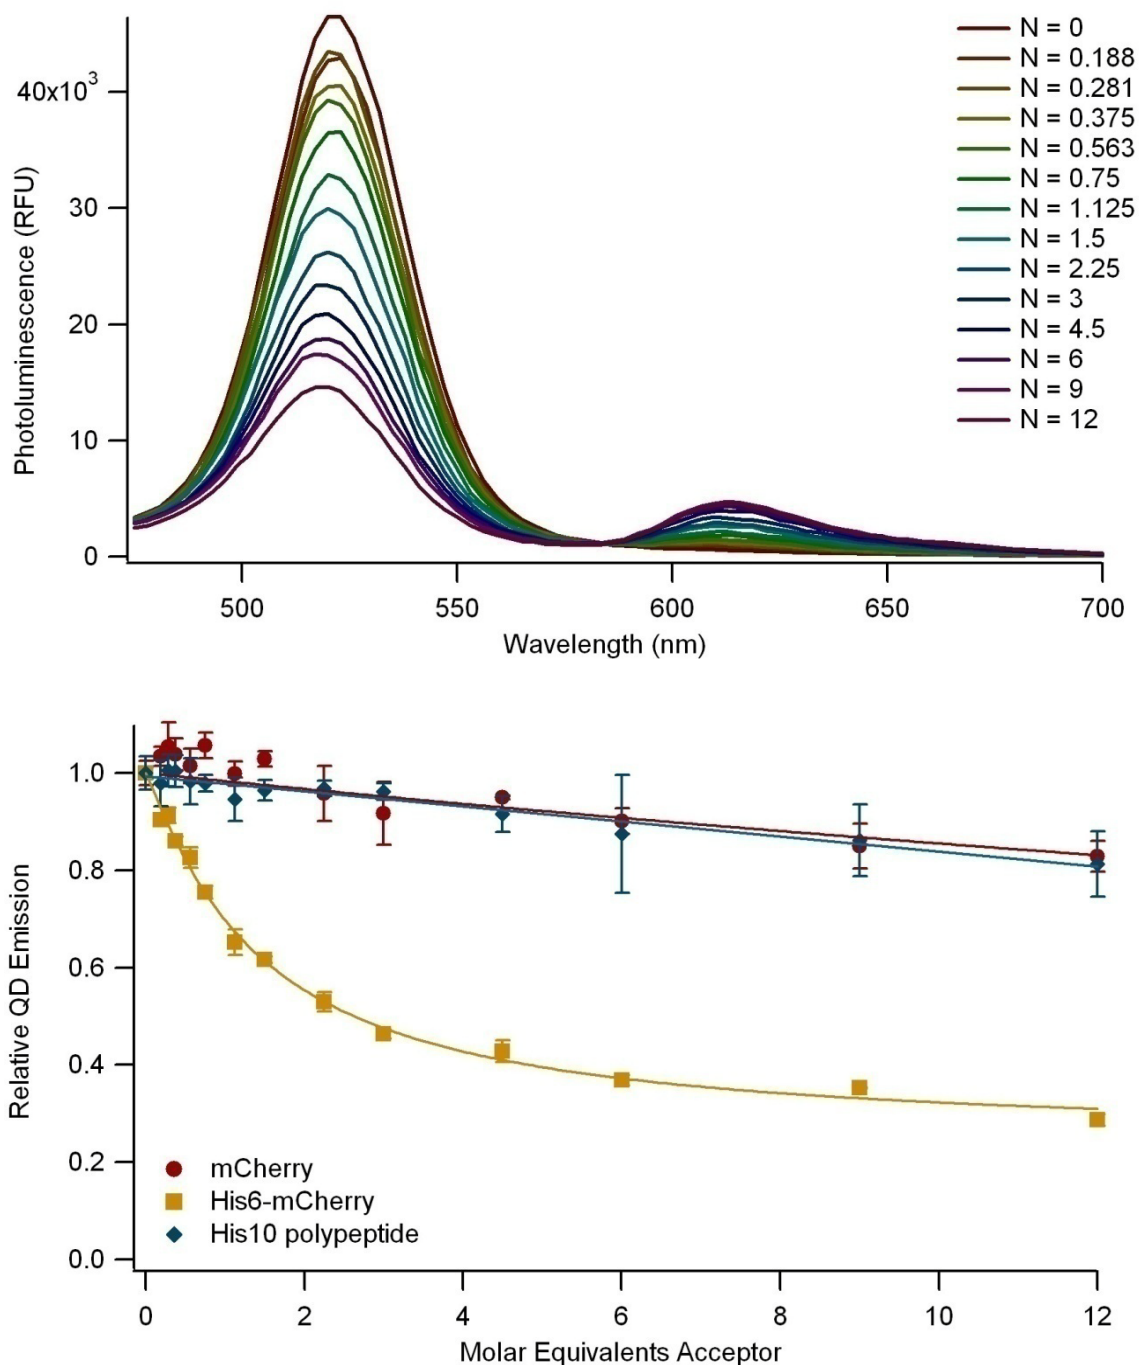 N = 0
N = 0.188
N = 0.281
N = 0.375
N = 0.563
N = 0.75
N = 1.125
N = 1.5
N = 2.25
N = 3
N = 4.5
N = 6
N = 9
N = 12
Photoluminescence (RFU)
40x10³
30
20
10
0
500 550 600 650 700
Wavelength (nm)
Relative QD Emission
1.0
0.8
0.6
0.4
0.2
0.0
mCherry
His6-mCherry
His10 polypeptide
0 2 4 6 8 10 12
Molar Equivalents Acceptor